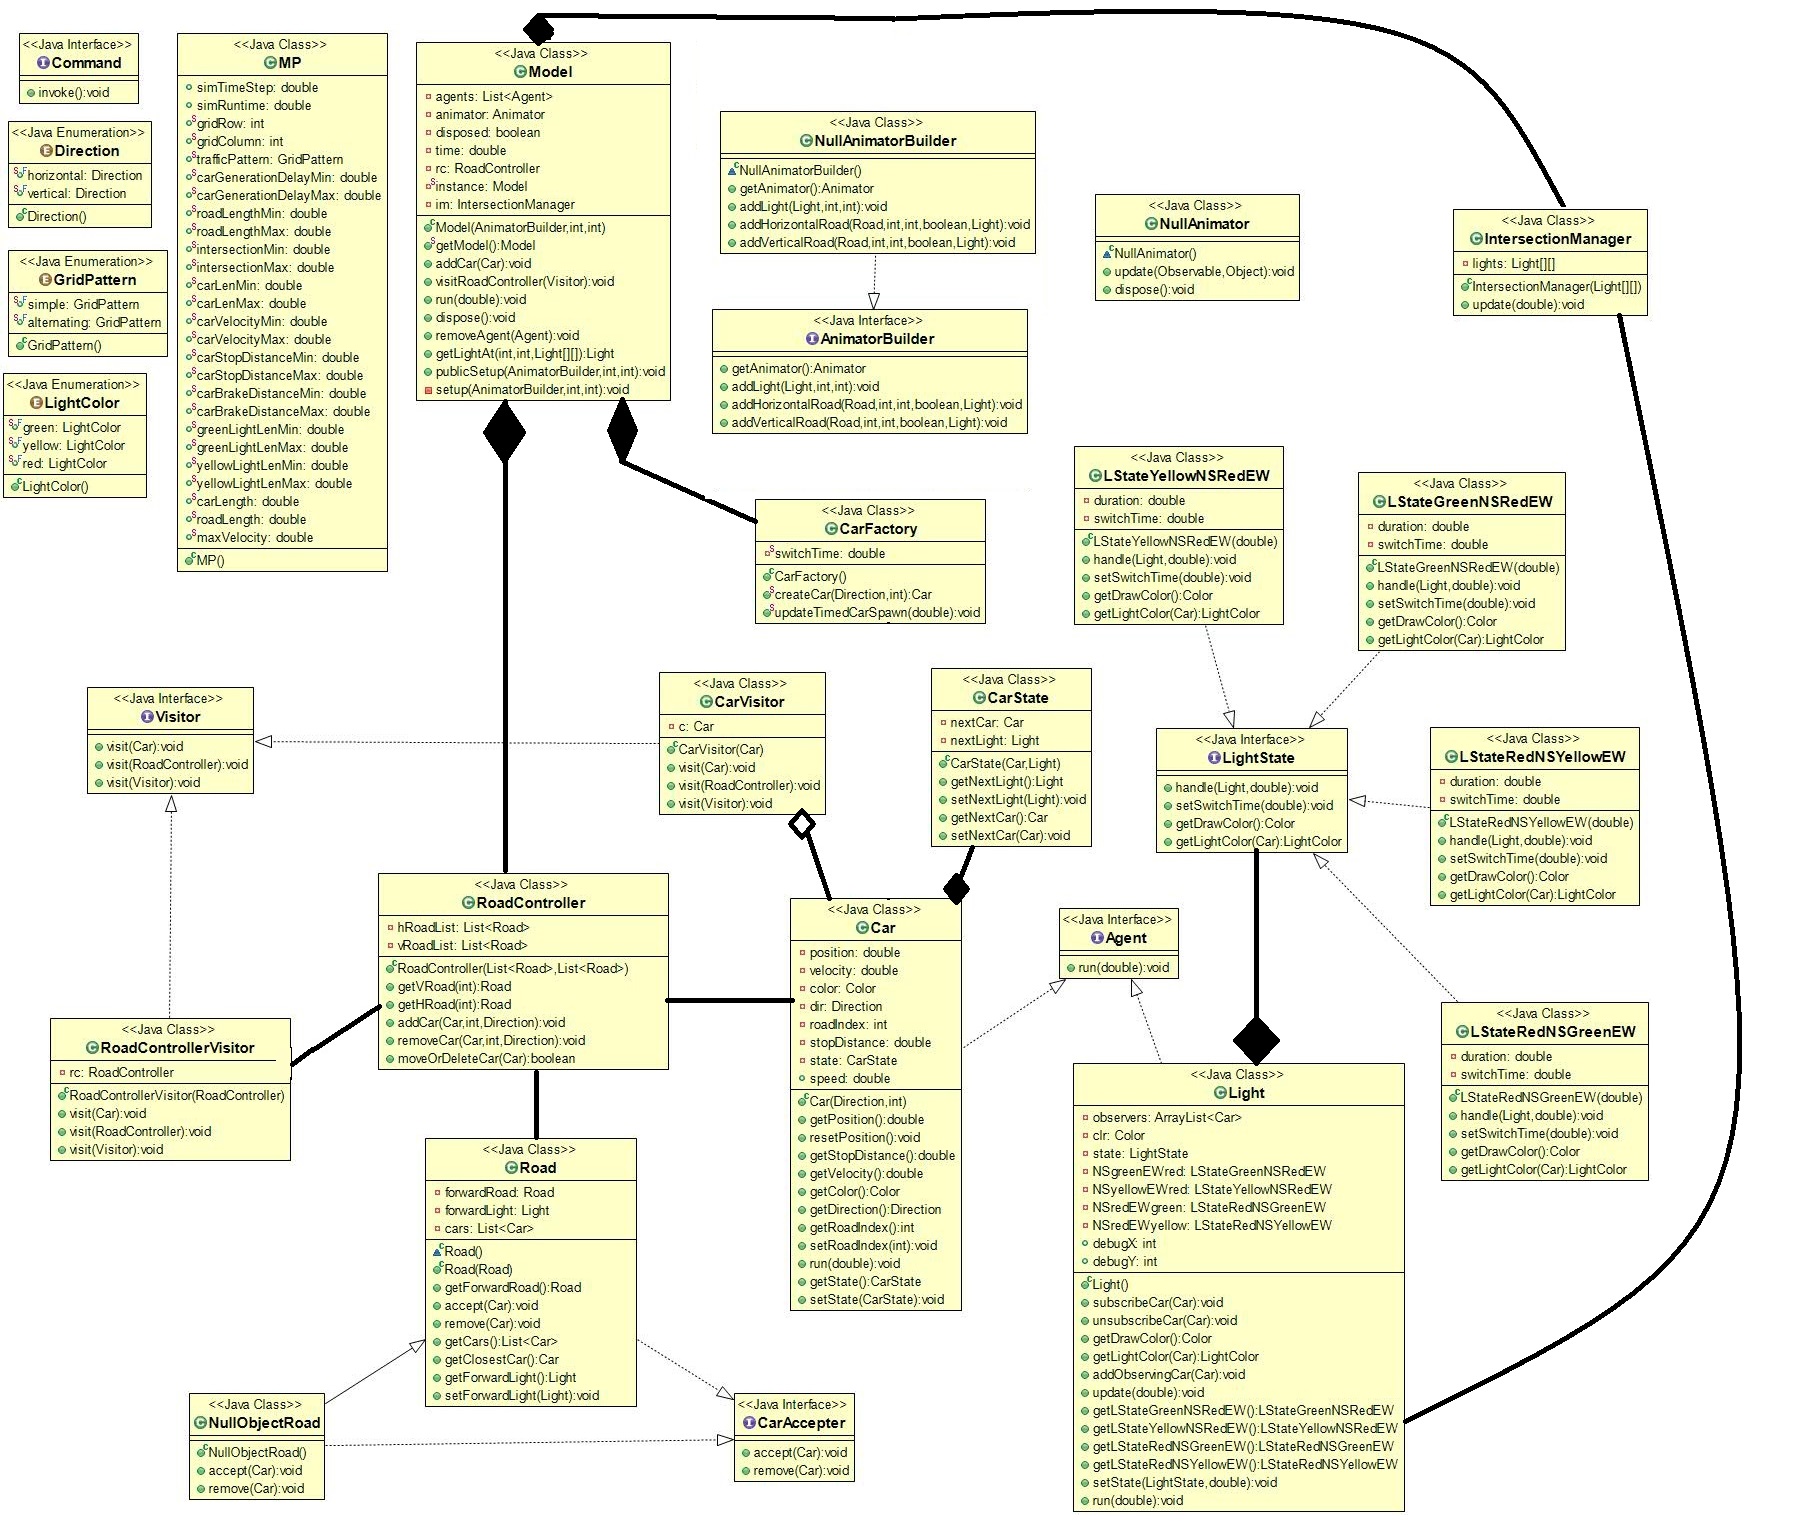 <<Java Interface>>
Command
invoke():void
<<Java Enumeration>>
Direction
horizontal: Direction
vertical: Direction
Direction()
<<Java Enumeration>>
GridPattern
simple: GridPattern
alternating: GridPattern
GridPattern()
<<Java Enumeration>>
LightColor
green: LightColor
yellow: LightColor
red: LightColor
LightColor()
<<Java Class>>
MP
simTimeStep: double
simRuntime: double
gridRow: int
gridColumn: int
trafficPattern: GridPattern
carGenerationDelayMin: double
carGenerationDelayMax: double
roadLengthMin: double
roadLengthMax: double
intersectionMin: double
intersectionMax: double
carLenMin: double
carLenMax: double
carVelocityMin: double
carVelocityMax: double
carStopDistanceMin: double
carStopDistanceMax: double
carBrakeDistanceMin: double
carBrakeDistanceMax: double
greenLightLenMin: double
greenLightLenMax: double
yellowLightLenMin: double
yellowLightLenMax: double
carLength: double
roadLength: double
maxVelocity: double
MP()
<<Java Class>>
Model
agents: List<Agent>
animator: Animator
disposed: boolean
time: double
rc: RoadController
instance: Model
im: IntersectionManager
Model(AnimatorBuilder,int,int)
getModel():Model
addCar(Car):void
visitRoadController(Visitor):void
run(double):void
dispose():void
removeAgent(Agent):void
getLightAt(int,int,Light[][]):Light
publicSetup(AnimatorBuilder,int,int):void
setup(AnimatorBuilder,int,int):void
<<Java Class>>
NullAnimatorBuilder
NullAnimatorBuilder()
getAnimator():Animator
addLight(Light,int,int):void
addHorizontalRoad(Road,int,int,boolean,Light):void
addVerticalRoad(Road,int,int,boolean,Light):void
<<Java Interface>>
AnimatorBuilder
getAnimator():Animator
addLight(Light,int,int):void
addHorizontalRoad(Road,int,int,boolean,Light):void
addVerticalRoad(Road,int,int,boolean,Light):void
<<Java Class>>
NullAnimator
NullAnimator()
update(Observable,Object):void
dispose():void
<<Java Class>>
IntersectionManager
lights: Light[][]
IntersectionManager(Light[][])
update(double):void
<<Java Class>>
CarFactory
switchTime: double
CarFactory()
createCar(Direction,int):Car
updateTimedCarSpawn(double):void
<<Java Class>>
LStateYellowNSRedEW
duration: double
switchTime: double
LStateYellowNSRedEW(double)
handle(Light,double):void
setSwitchTime(double):void
getDrawColor():Color
getLightColor(Car):LightColor
<<Java Class>>
LStateGreenNSRedEW
duration: double
switchTime: double
LStateGreenNSRedEW(double)
handle(Light,double):void
setSwitchTime(double):void
getDrawColor():Color
getLightColor(Car):LightColor
<<Java Interface>>
Visitor
visit(Car):void
visit(RoadController):void
visit(Visitor):void
<<Java Class>>
CarVisitor
c: Car
CarVisitor(Car)
visit(Car):void
visit(RoadController):void
visit(Visitor):void
<<Java Class>>
CarState
nextCar: Car
nextLight: Light
CarState(Car,Light)
getNextLight():Light
setNextLight(Light):void
getNextCar():Car
setNextCar(Car):void
<<Java Interface>>
LightState
handle(Light,double):void
setSwitchTime(double):void
getDrawColor():Color
getLightColor(Car):LightColor
<<Java Class>>
LStateRedNSYellowEW
duration: double
switchTime: double
LStateRedNSYellowEW(double)
handle(Light,double):void
setSwitchTime(double):void
getDrawColor():Color
getLightColor(Car):LightColor
<<Java Class>>
RoadController
hRoadList: List<Road>
vRoadList: List<Road>
RoadController(List<Road>,List<Road>)
getVRoad(int):Road
getHRoad(int):Road
addCar(Car,int,Direction):void
removeCar(Car,int,Direction):void
moveOrDeleteCar(Car):boolean
<<Java Class>>
Car
position: double
velocity: double
color: Color
dir: Direction
roadIndex: int
stopDistance: double
state: CarState
speed: double
Car(Direction,int)
getPosition():double
resetPosition():void
getStopDistance():double
getVelocity():double
getColor():Color
getDirection():Direction
getRoadIndex():int
setRoadIndex(int):void
run(double):void
getState():CarState
setState(CarState):void
<<Java Interface>>
Agent
run(double):void
<<Java Class>>
RoadControllerVisitor
rc: RoadController
RoadControllerVisitor(RoadController)
visit(Car):void
visit(RoadController):void
visit(Visitor):void
<<Java Class>>
LStateRedNSGreenEW
duration: double
switchTime: double
LStateRedNSGreenEW(double)
handle(Light,double):void
setSwitchTime(double):void
getDrawColor():Color
getLightColor(Car):LightColor
<<Java Class>>
Light
observers: ArrayList<Car>
clr: Color
state: LightState
NSgreenEWred: LStateGreenNSRedEW
NSyellowEWred: LStateYellowNSRedEW
NSredEWgreen: LStateRedNSGreenEW
NSredEWyellow: LStateRedNSYellowEW
debugX: int
debugY: int
Light()
subscribeCar(Car):void
unsubscribeCar(Car):void
getDrawColor():Color
getLightColor(Car):LightColor
addObservingCar(Car):void
update(double):void
getLStateGreenNSRedEW():LStateGreenNSRedEW
getLStateYellowNSRedEW():LStateYellowNSRedEW
getLStateRedNSGreenEW():LStateRedNSGreenEW
getLStateRedNSYellowEW():LStateRedNSYellowEW
setState(LightState,double):void
run(double):void
<<Java Class>>
Road
forwardRoad: Road
forwardLight: Light
cars: List<Car>
Road()
Road(Road)
getForwardRoad():Road
accept(Car):void
remove(Car):void
getCars():List<Car>
getClosestCar():Car
getForwardLight():Light
setForwardLight(Light):void
<<Java Class>>
NullObjectRoad
NullObjectRoad()
accept(Car):void
remove(Car):void
<<Java Interface>>
CarAccepter
accept(Car):void
remove(Car):void